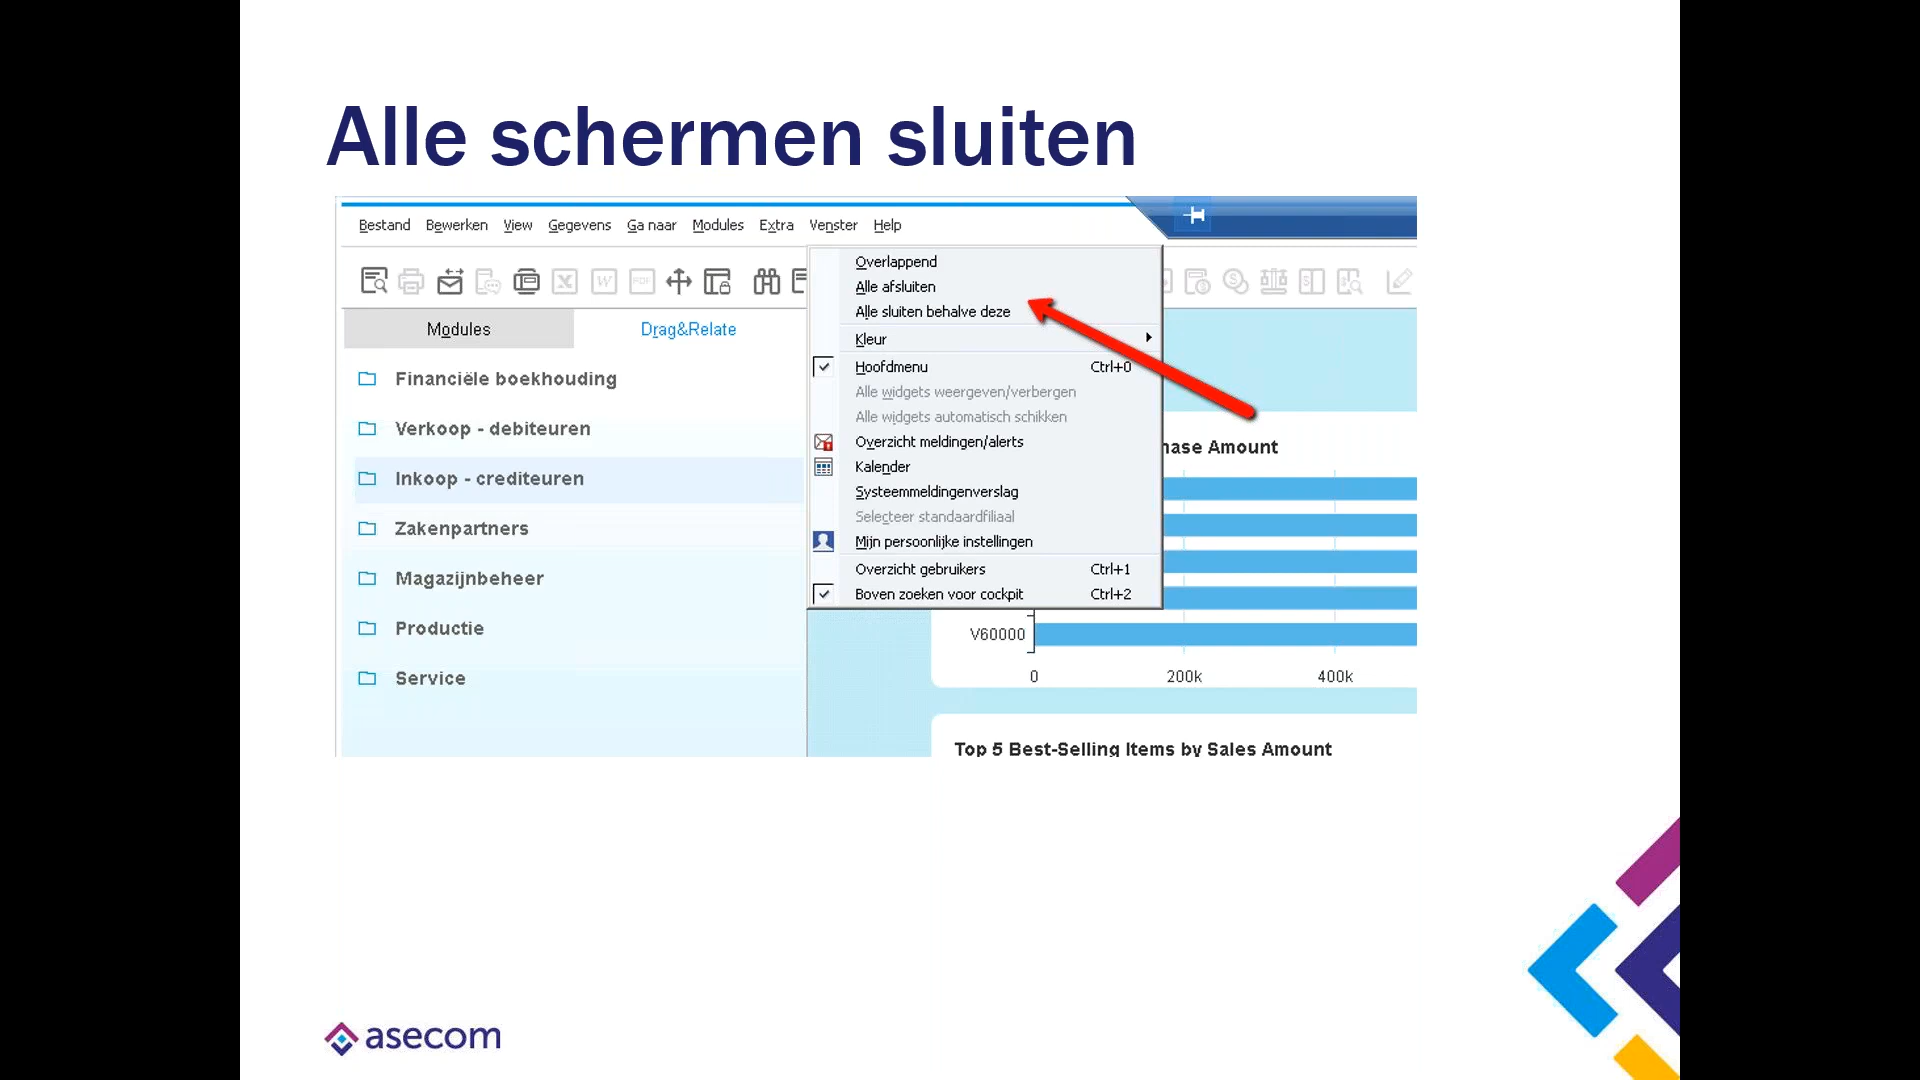 Alle schermen sluiten
Bestand Bewerken View Gegevens Ga naar Modules Extra Venster Help
Overlappend
Alle afsluiten
Alle sluiten behalve deze
Kleur
Hoofdmenu Ctrl+0
Alle widgets weergeven/verbergen
Alle widgets automatisch schikken
Overzicht meldingen/alerts
Kalender
Systeemmeldingenverslag
Selecteer standaardfiliaal
Mijn persoonlijke instellingen
Overzicht gebruikers Ctrl+1
Boven zoeken voor cockpit Ctrl+2
Modules Drag&Relate
Financiële boekhouding
Verkoop - debiteuren
Inkoop - crediteuren
Zakenpartners
Magazijnbeheer
Productie
Service
hase Amount
V60000
0 200k 400k
Top 5 Best-Selling Items by Sales Amount
asecom